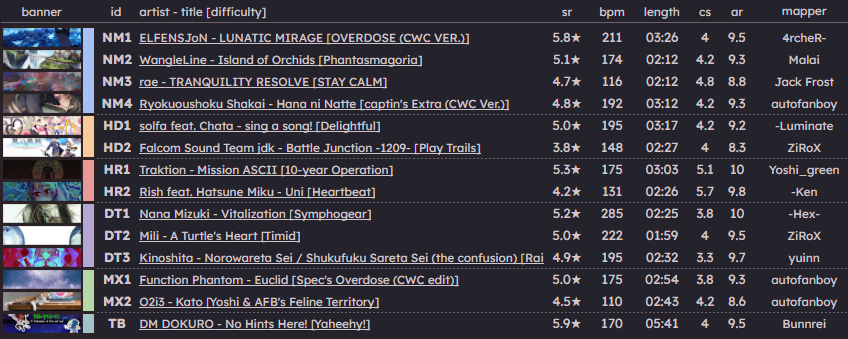 banner id artist - title [difficulty] sr bpm length cs ar mapper
NM1 ELFENSJoN - LUNATIC MIRAGE [OVERDOSE (CWC VER.)] 5.8★ 211 03:26 4 9.5 4rcheR-
NM2 WangleLine - Island of Orchids [Phantasmagoria] 5.1★ 174 02:12 4.2 9.3 Malai
NM3 rae - TRANQUILITY RESOLVE [STAY CALM] 4.7★ 116 02:12 4.8 8.8 Jack Frost
NM4 Ryokuoushoku Shakai - Hana ni Natte [captin's Extra (CWC Ver.)] 4.8★ 192 03:12 4.2 9.3 autofanboy
HD1 solfa feat. Chata - sing a song! [Delightful] 5.0★ 195 03:17 4.2 9.2 -Luminate
HD2 Falcom Sound Team jdk - Battle Junction -1209- [Play Trails] 3.8★ 148 02:27 4 8.3 ZiRoX
HR1 Traktion - Mission ASCII [10-year Operation] 5.3★ 175 03:03 5.1 10 Yoshi_green
HR2 Rish feat. Hatsune Miku - Uni [Heartbeat] 4.2★ 131 02:26 5.7 9.8 -Ken
DT1 Nana Mizuki - Vitalization [Symphogear] 5.2★ 285 02:25 3.8 10 -Hex-
DT2 Mili - A Turtle's Heart [Timid] 5.0★ 222 01:59 4 9.5 ZiRoX
DT3 Kinoshita - Norowareta Sei / Shukufuku Sareta Sei (the confusion) [Rai 4.9★ 195 02:32 3.3 9.7 yuinn
MX1 Function Phantom - Euclid [Spec's Overdose (CWC edit)] 5.0★ 175 02:54 3.8 9.3 autofanboy
MX2 O2i3 - Kato [Yoshi & AFB's Feline Territory] 4.5★ 110 02:43 4.2 8.6 autofanboy
TB DM DOKURO - No Hints Here! [Yaheehy!] 5.9★ 170 05:41 4 9.5 Bunnrei